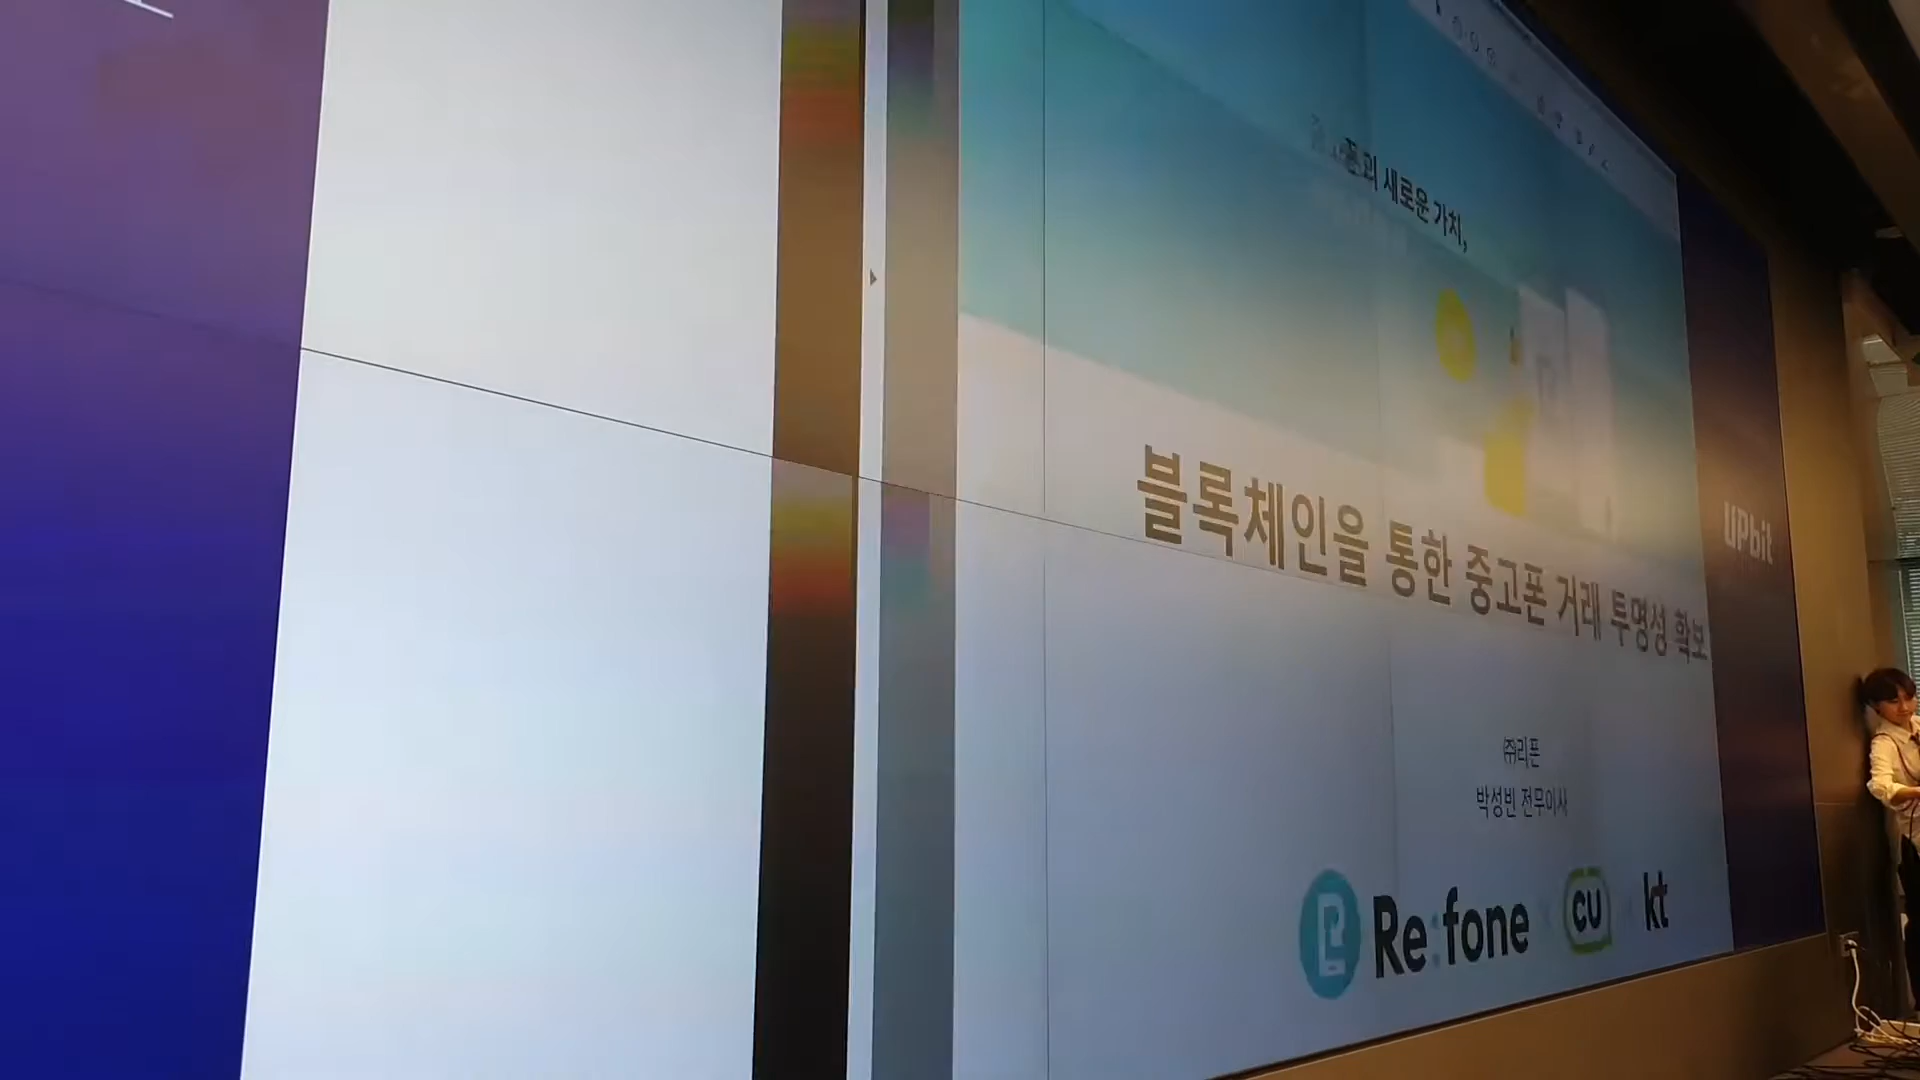 새로운 가치,
블록체인을 통한 중고폰 거래 투명성 확보
UPbit
㈜리폰
박성빈 전무이사
Re:fone
CU
kt